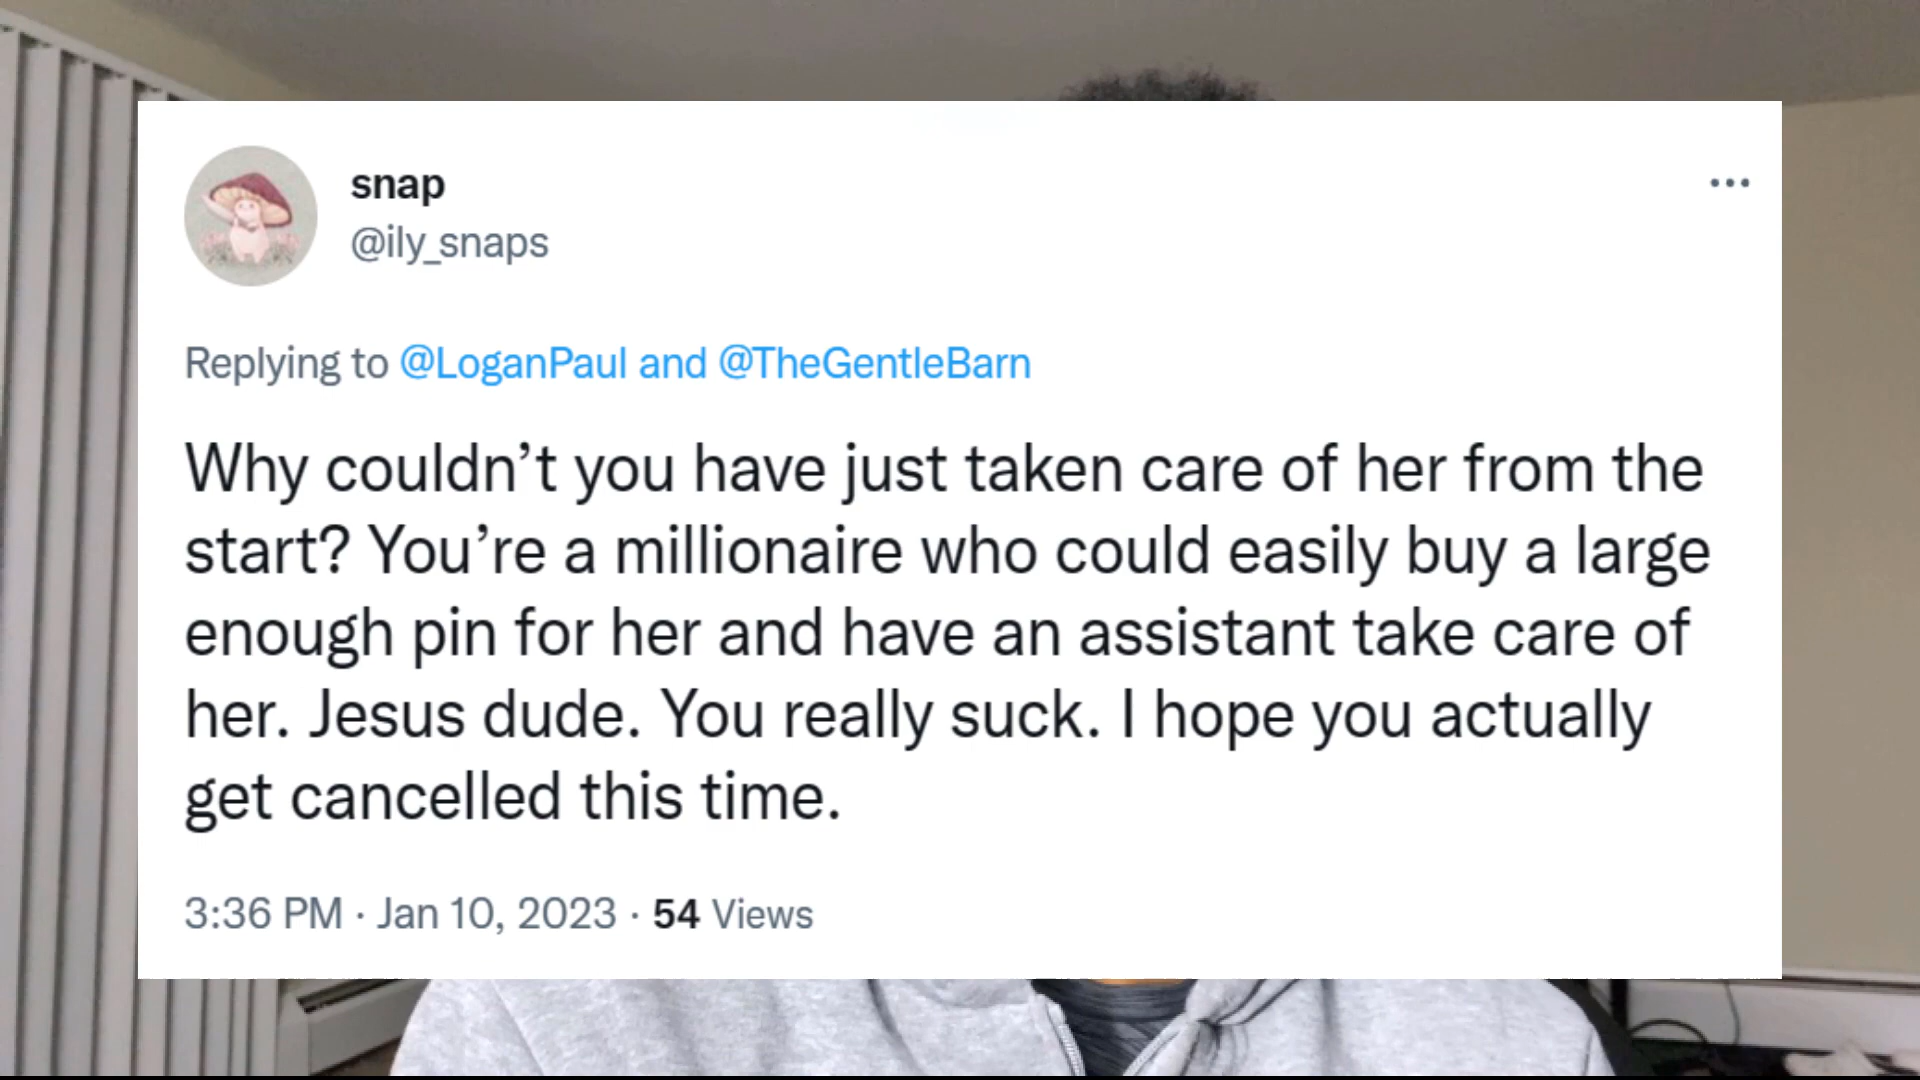 snap
@ily_snaps
Replying to @LoganPaul and @TheGentleBarn
Why couldn’t you have just taken care of her from the
start? You’re a millionaire who could easily buy a large
enough pin for her and have an assistant take care of
her. Jesus dude. You really suck. I hope you actually
get cancelled this time.
3:36 PM · Jan 10, 2023 · 54 Views